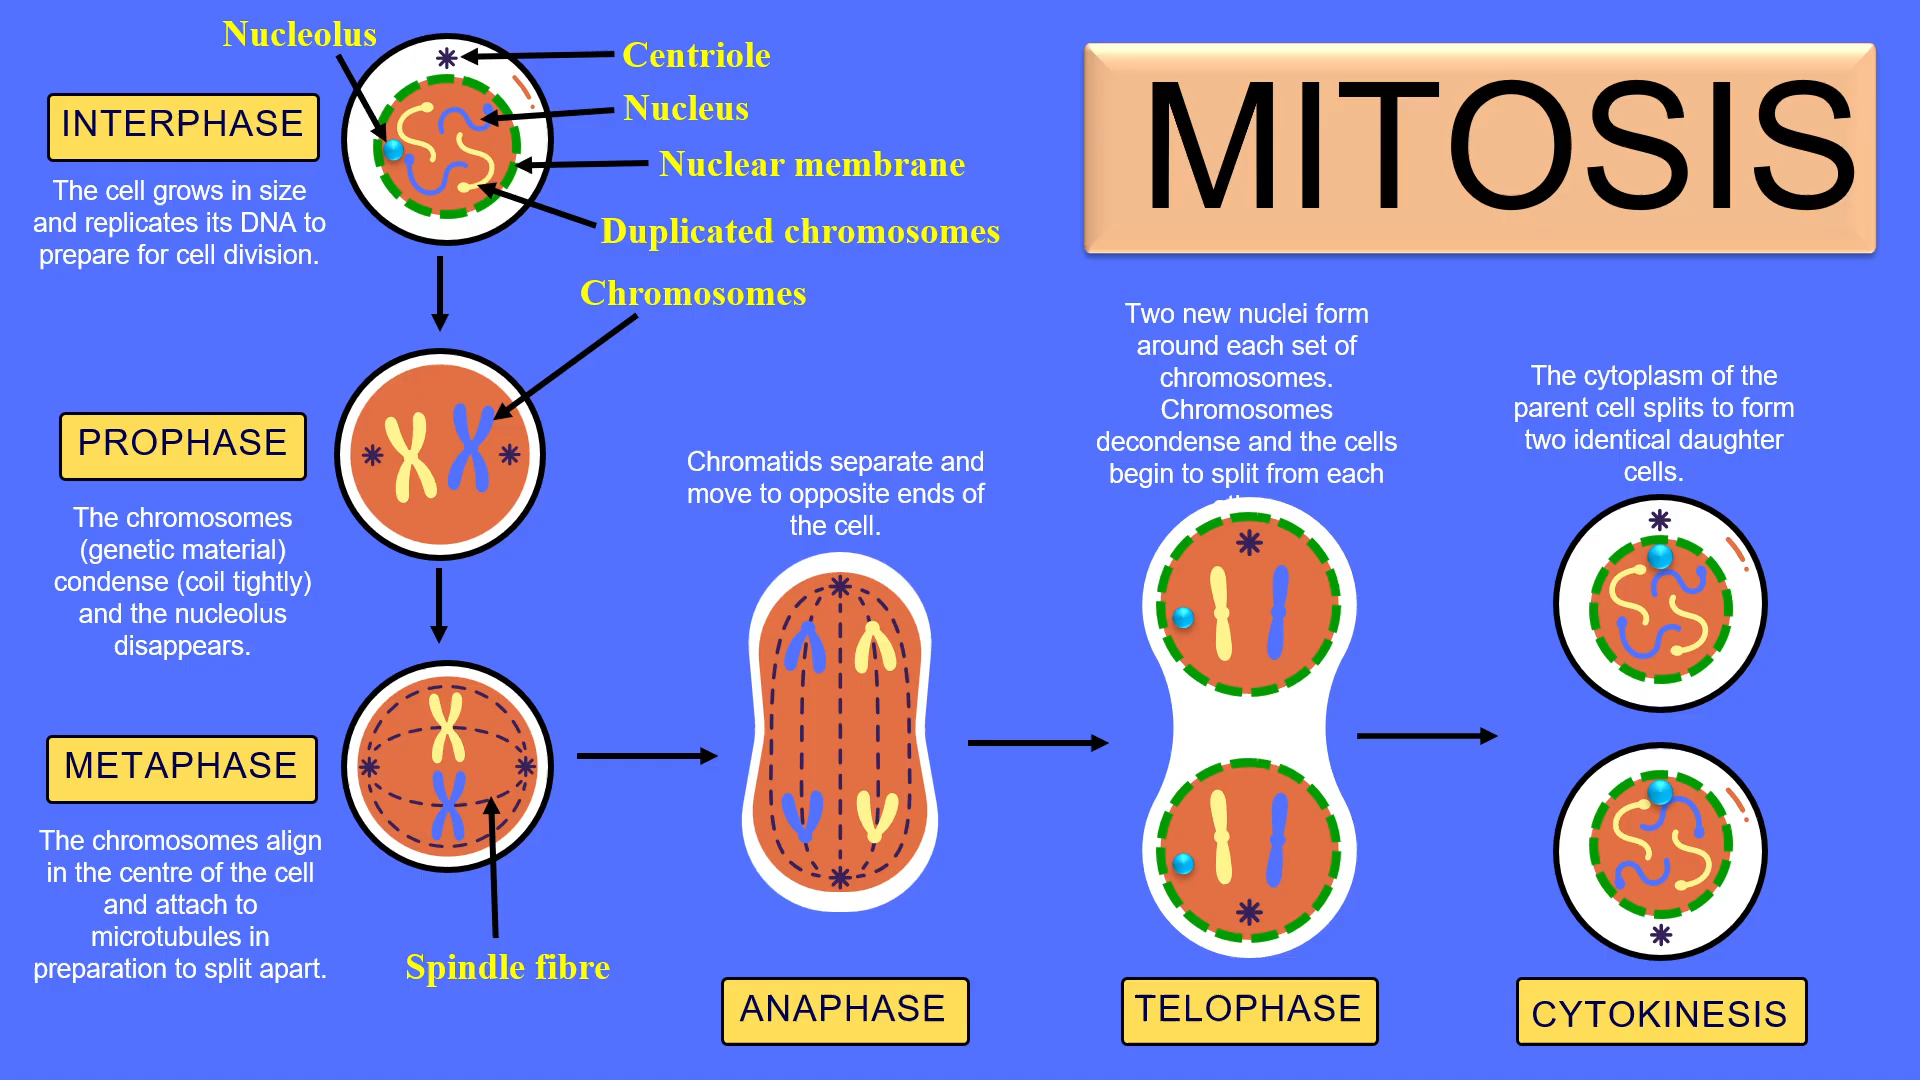 MITOSIS
Nucleolus
Centriole
Nucleus
Nuclear membrane
Duplicated chromosomes
INTERPHASE
The cell grows in size
and replicates its DNA to
prepare for cell division.
Chromosomes
PROPHASE
The chromosomes
(genetic material)
condense (coil tightly)
and the nucleolus
disappears.
METAPHASE
The chromosomes align
in the centre of the cell
and attach to
microtubules in
preparation to split apart.
Spindle fibre
Chromatids separate and
move to opposite ends of
the cell.
ANAPHASE
Two new nuclei form
around each set of
chromosomes.
Chromosomes
decondense and the cells
begin to split from each
TELOPHASE
The cytoplasm of the
parent cell splits to form
two identical daughter
cells.
CYTOKINESIS